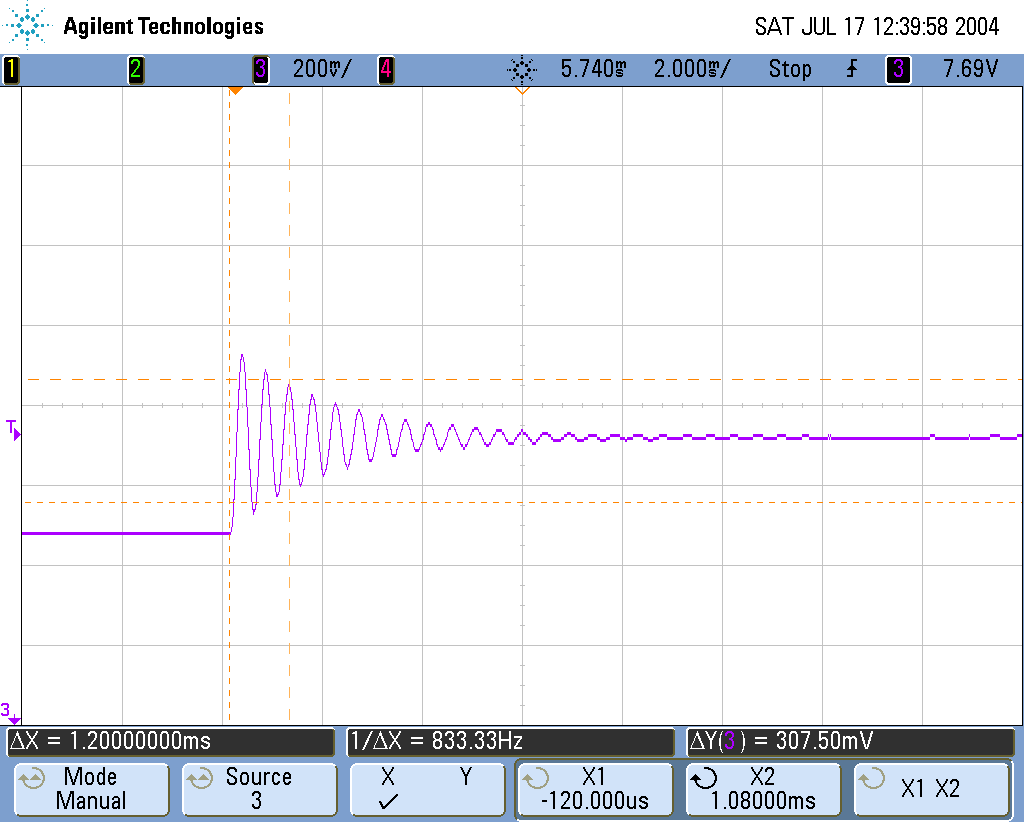 Agilent Technologies SAT JUL 17 12:39:58 2004
1 2 3 200mV/ 4 5.740ms 2.000ms/ Stop 3 7.69V
T
3
ΔX = 1.20000000ms 1/ΔX = 833.33Hz ΔY(3) = 307.50mV
Mode Source X Y X1 X2 X1 X2
Manual 3 -120.000us 1.08000ms